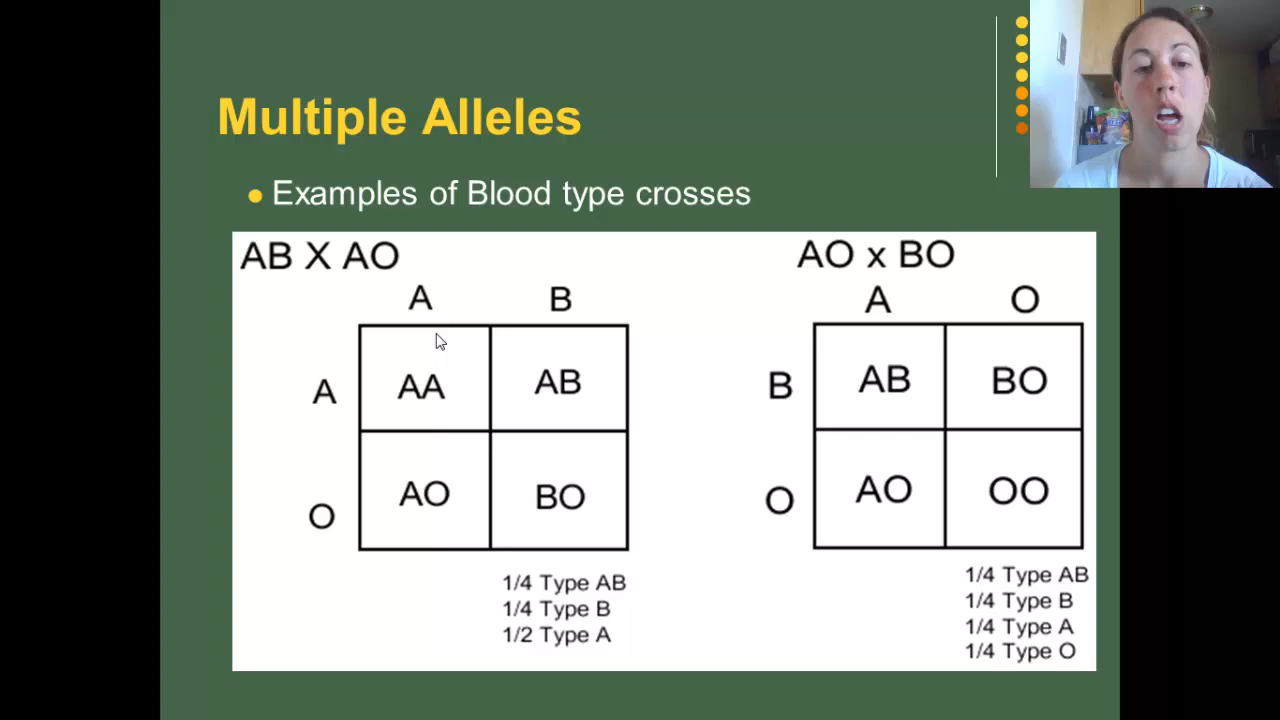 Multiple Alleles
Examples of Blood type crosses
AB X AO
A B
A AA AB
O AO BO
1/4 Type AB
1/4 Type B
1/2 Type A
AO x BO
A O
B AB BO
O AO OO
1/4 Type AB
1/4 Type B
1/4 Type A
1/4 Type O